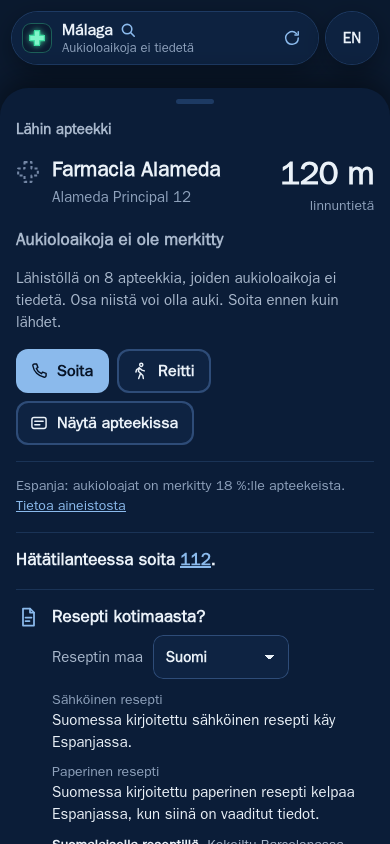 Málaga
Aukioloaikoja ei tiedetä
EN
Lähin apteekki
Farmacia Alameda
120 m
Alameda Principal 12
linnuntietä
Aukioloaikoja ei ole merkitty
Lähistöllä on 8 apteekkia, joiden aukioloaikoja ei
tiedetä. Osa niistä voi olla auki. Soita ennen kuin
lähdet.
Soita
Reitti
Näytä apteekissa
Espanja: aukioloajat on merkitty 18 %:lle apteekeista.
Tietoa aineistosta
Hätätilanteessa soita 112.
Resepti kotimaasta?
Reseptin maa
Suomi
Sähköinen resepti
Suomessa kirjoitettu sähköinen resepti käy
Espanjassa.
Paperinen resepti
Suomessa kirjoitettu paperinen resepti kelpaa
Espanjassa, kun siinä on vaaditut tiedot.